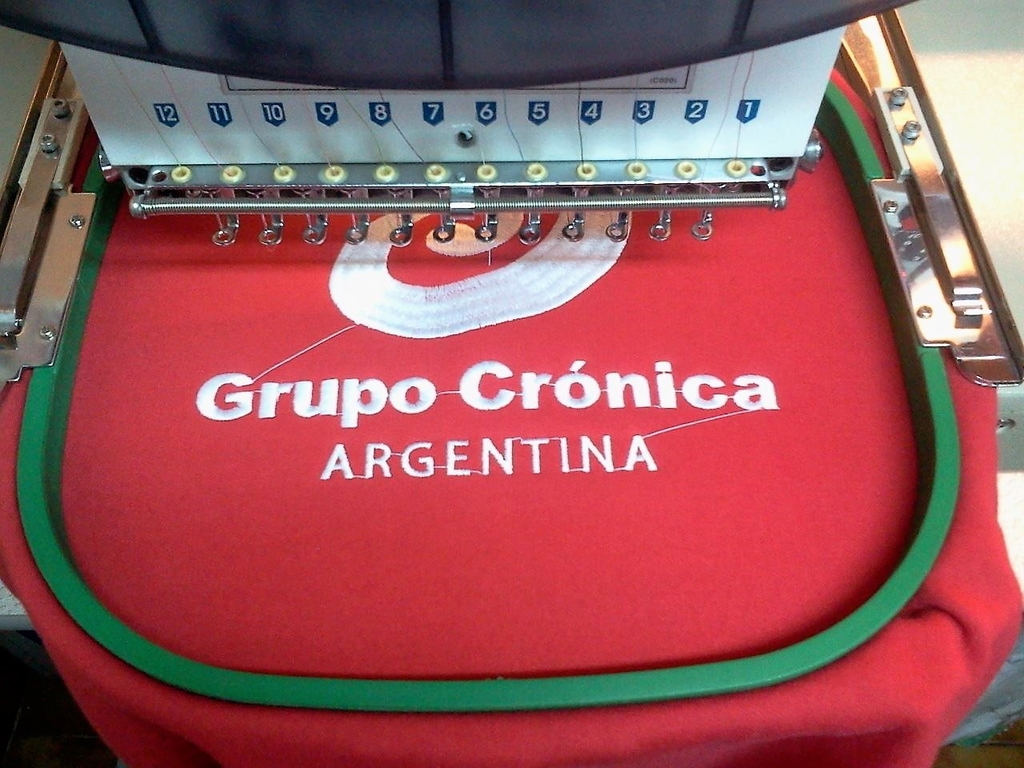 12 11 10 9 8 7 6 5 4 3 2 1
Grupo Crónica
ARGENTINA